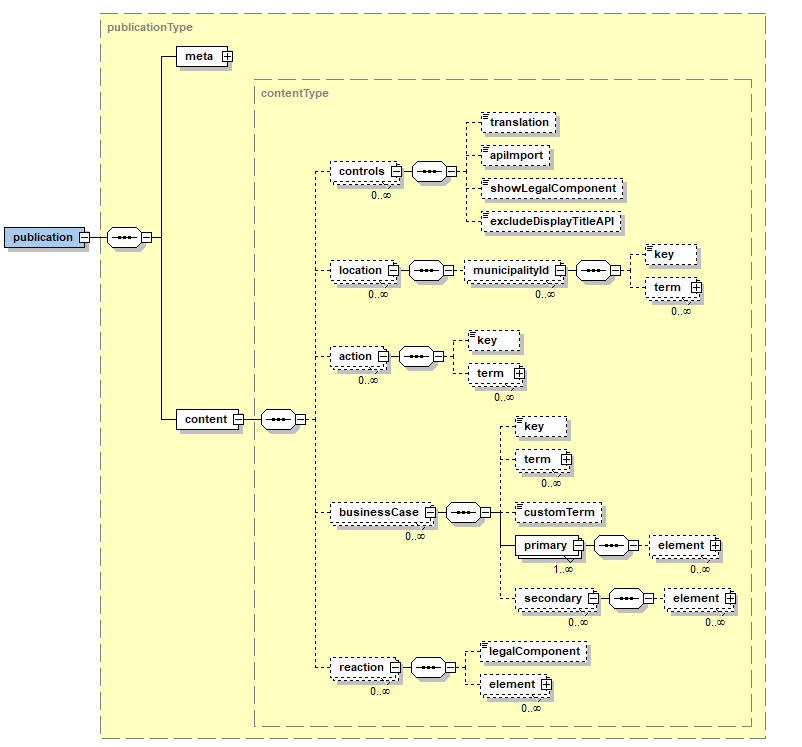 publicationType
meta
contentType
translation
apiImport
controls
0..∞
showLegalComponent
excludeDisplayTitleAPI
publication
key
location
municipalityId
0..∞
0..∞
term
0..∞
key
action
0..∞
term
0..∞
content
key
term
0..∞
businessCase
0..∞
customTerm
primary
1..∞
element
0..∞
secondary
0..∞
element
0..∞
legalComponent
reaction
0..∞
element
0..∞